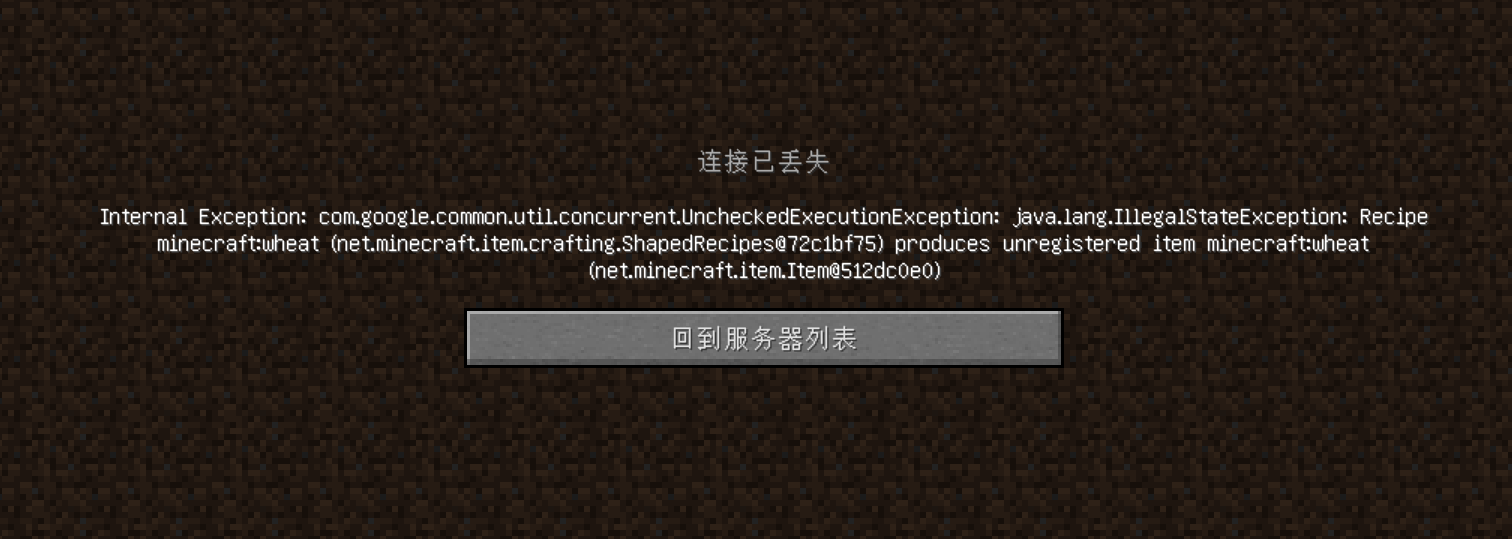 连接已丢失
Internal Exception: com.google.common.util.concurrent.UncheckedExecutionException: java.lang.IllegalStateException: Recipe
minecraft:wheat (net.minecraft.item.crafting.ShapedRecipes@72c1bf75) produces unregistered item minecraft:wheat
(net.minecraft.item.Item@512dc0e0)
回到服务器列表